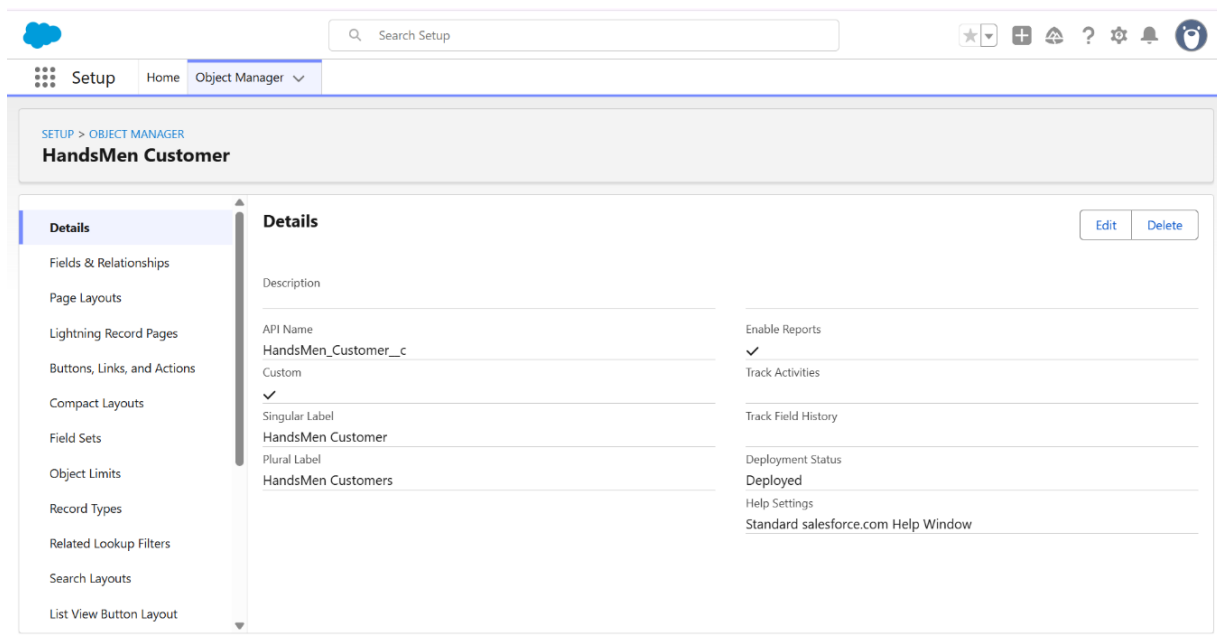 Search Setup
Setup
Home
Object Manager
SETUP > OBJECT MANAGER
HandsMen Customer
Details
Fields & Relationships
Page Layouts
Lightning Record Pages
Buttons, Links, and Actions
Compact Layouts
Field Sets
Object Limits
Record Types
Related Lookup Filters
Search Layouts
List View Button Layout
Details
Edit
Delete
Description
API Name
HandsMen_Customer__c
Custom
Singular Label
HandsMen Customer
Plural Label
HandsMen Customers
Enable Reports
Track Activities
Track Field History
Deployment Status
Deployed
Help Settings
Standard salesforce.com Help Window